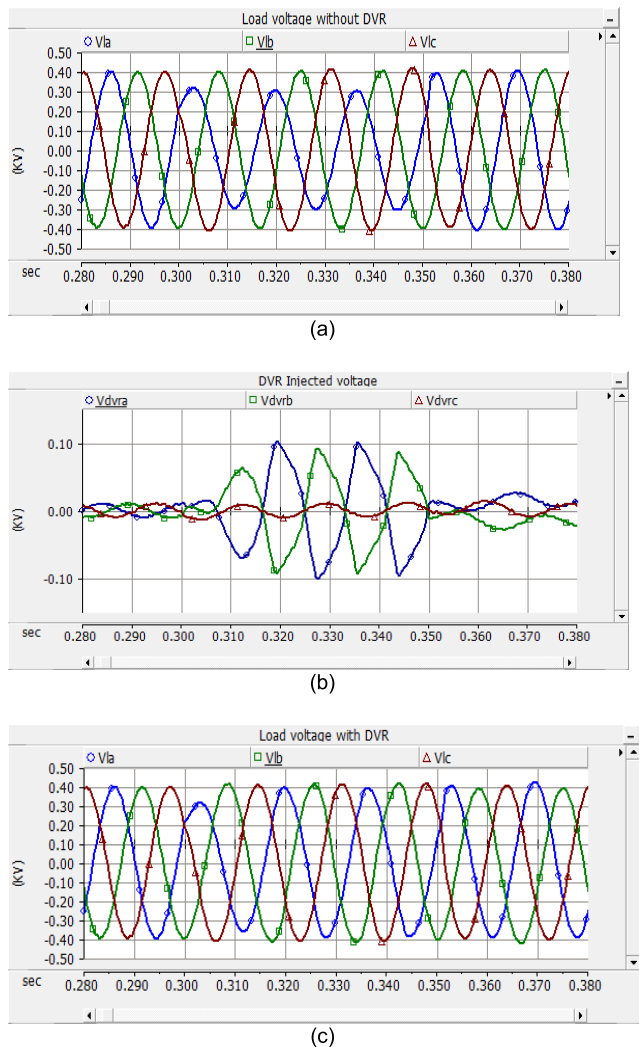 Load voltage without DVR
Vla Vlb Vlc
0.50
0.40
0.30
0.20
0.10
0.00
-0.10
-0.20
-0.30
-0.40
-0.50
(KV)
sec 0.280 0.290 0.300 0.310 0.320 0.330 0.340 0.350 0.360 0.370 0.380
(a)
DVR Injected voltage
Vdvra Vdvrb Vdvrc
0.10
0.00
-0.10
(KV)
sec 0.280 0.290 0.300 0.310 0.320 0.330 0.340 0.350 0.360 0.370 0.380
(b)
Load voltage with DVR
Vla Vlb Vlc
0.50
0.40
0.30
0.20
0.10
0.00
-0.10
-0.20
-0.30
-0.40
-0.50
(KV)
sec 0.280 0.290 0.300 0.310 0.320 0.330 0.340 0.350 0.360 0.370 0.380
(c)